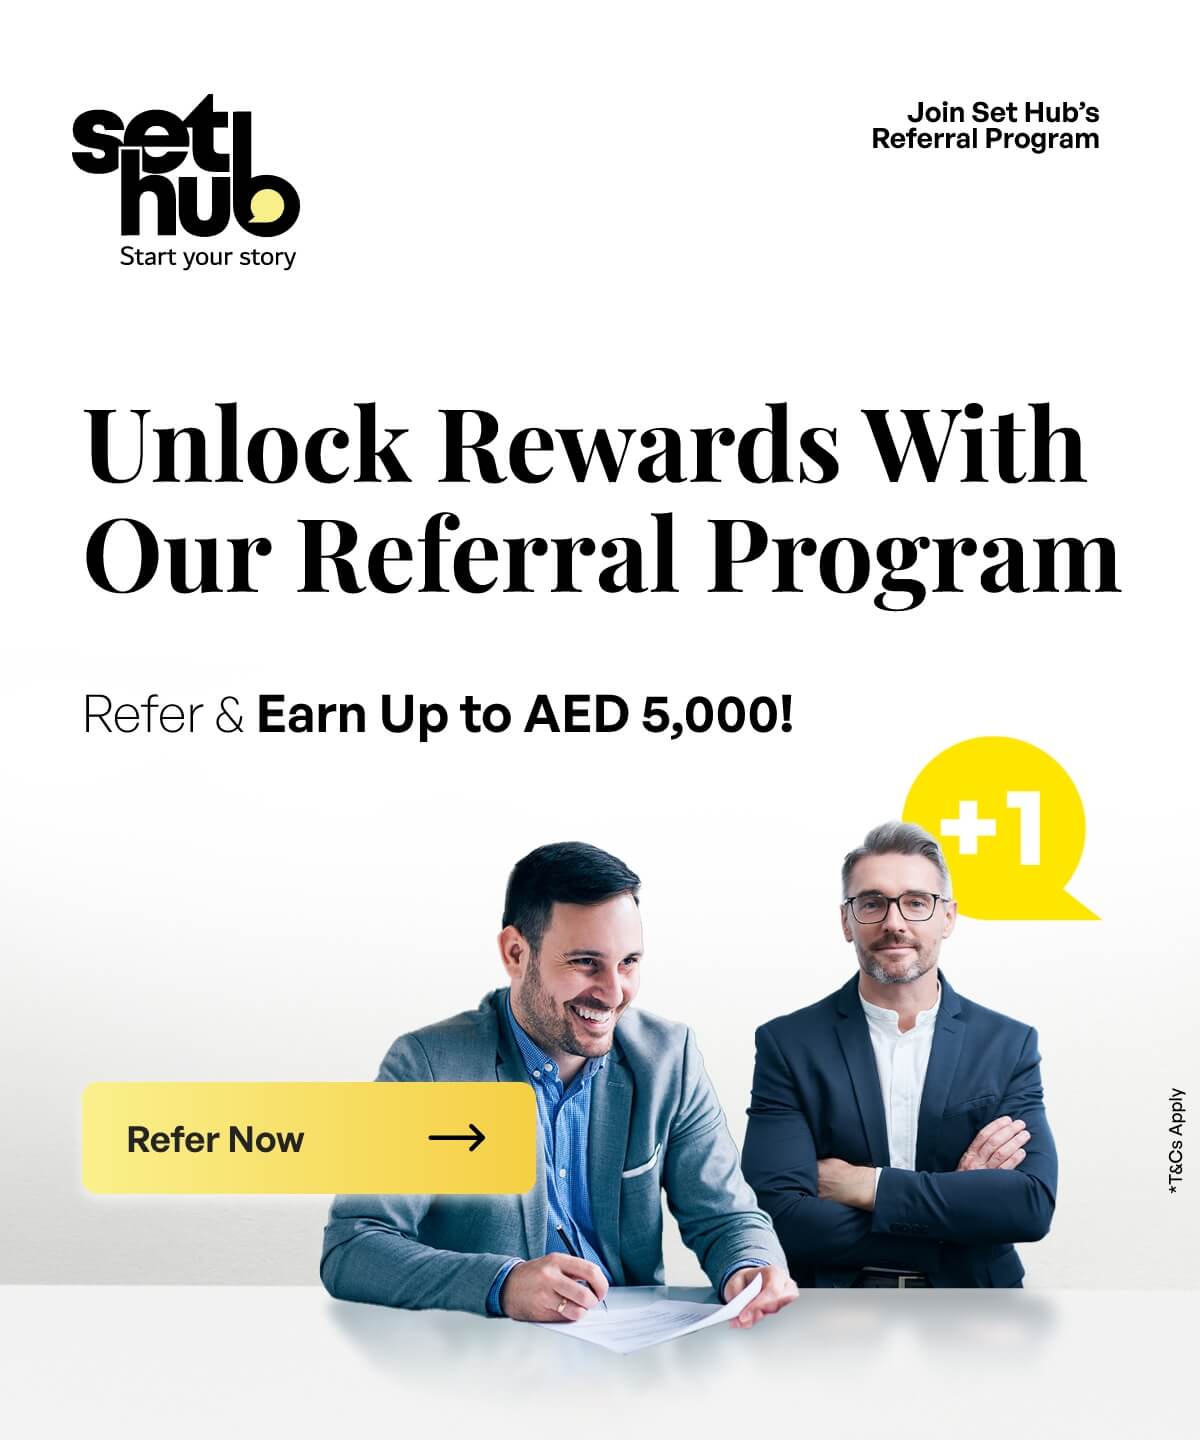 set
hub
Start your story
Join Set Hub's
Referral Program
Unlock Rewards With
Our Referral Program
Refer & Earn Up to AED 5,000!
+1
Refer Now
*T&Cs Apply